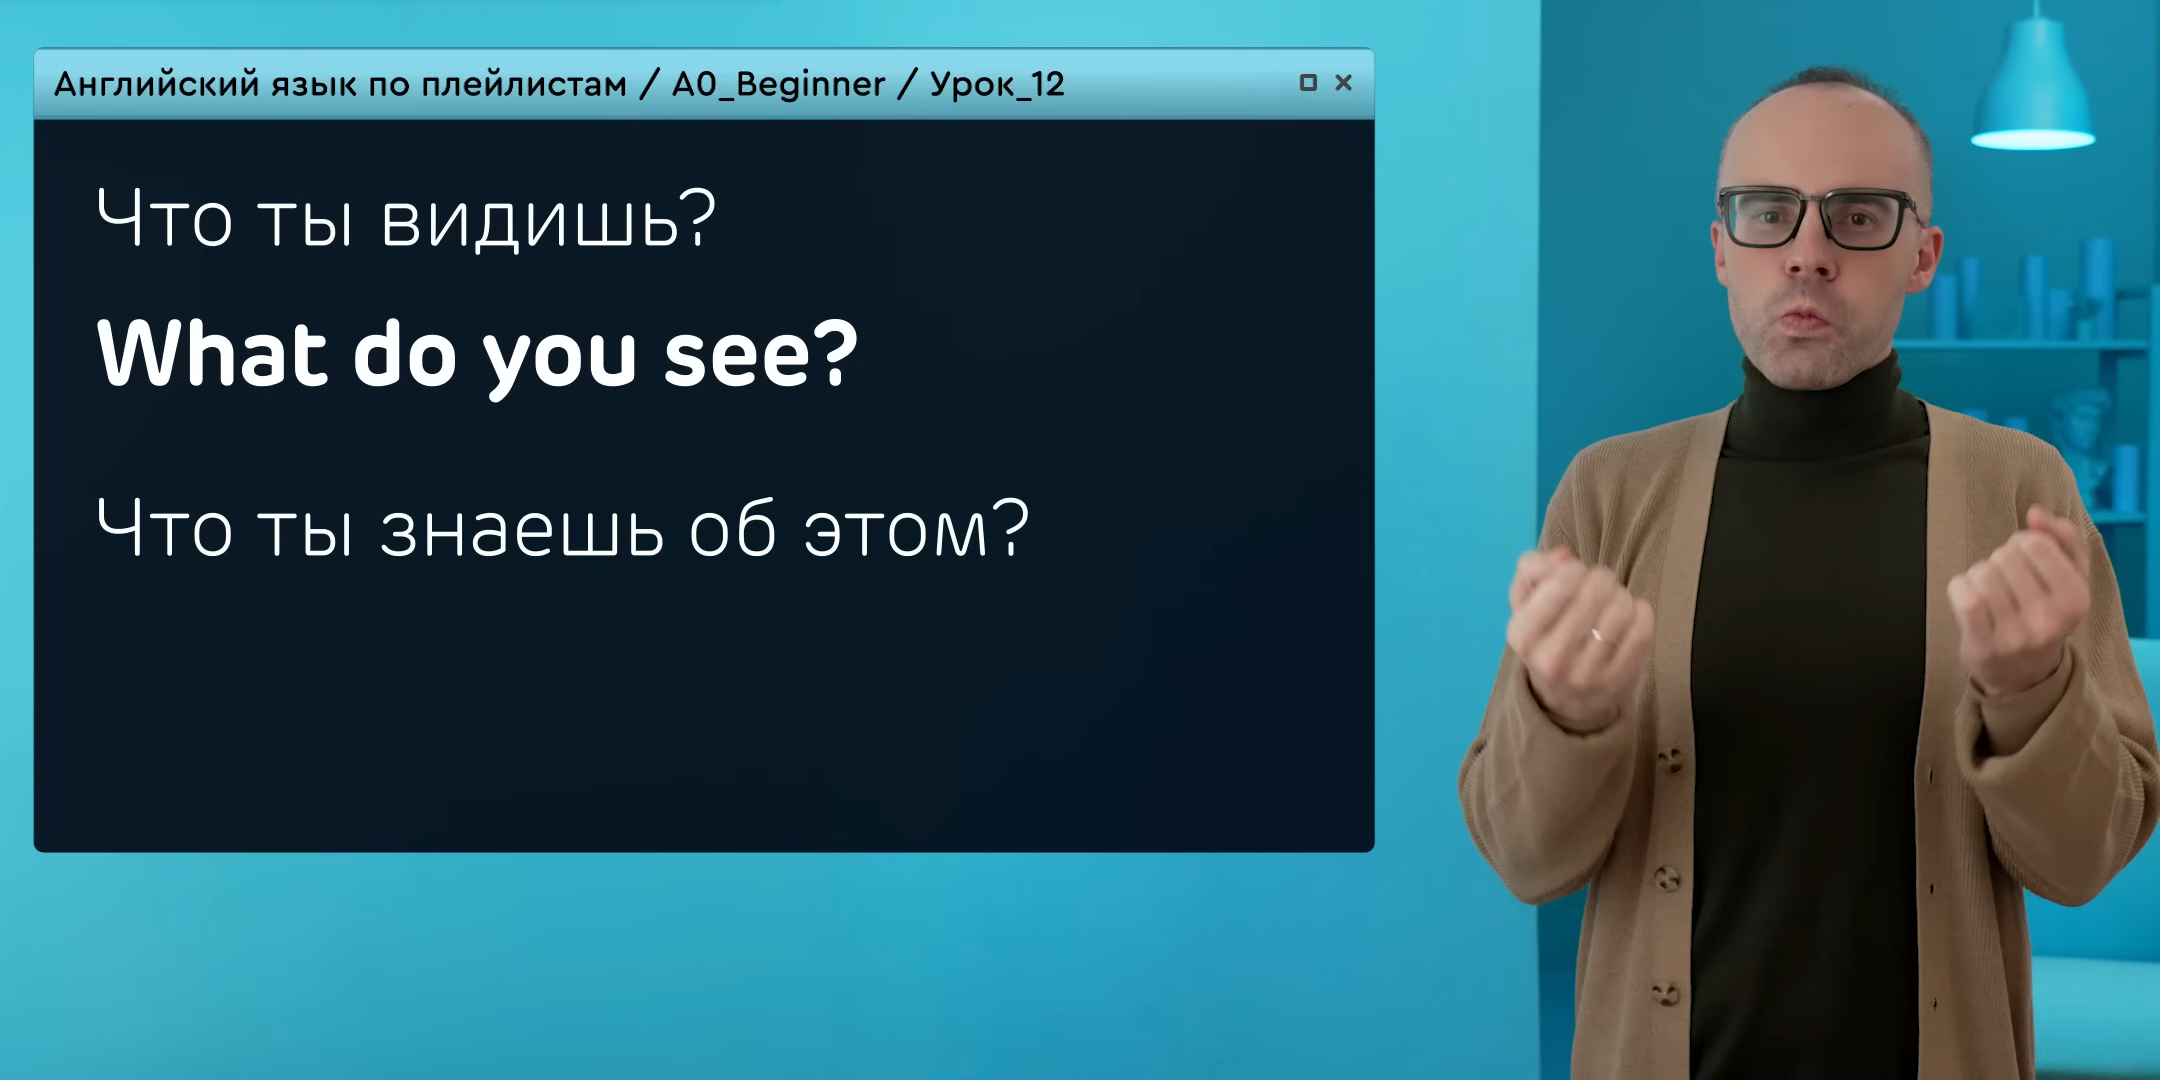 Английский язык по плейлистам / A0_Beginner / Урок_12
Что ты видишь?
What do you see?
Что ты знаешь об этом?